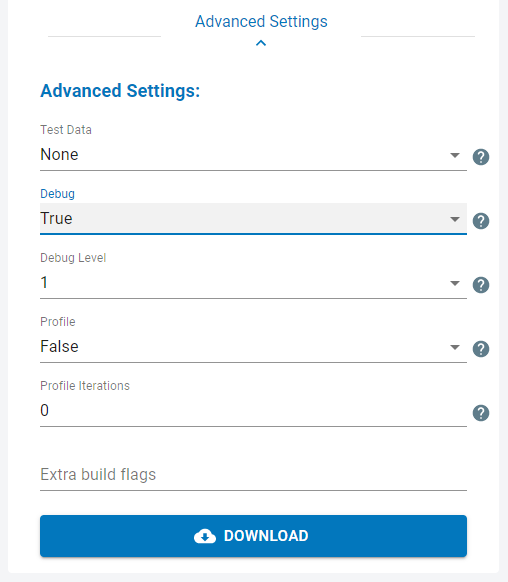 Advanced Settings
Advanced Settings:
Test Data
None
?
Debug
True
?
Debug Level
1
?
Profile
False
?
Profile Iterations
0
?
Extra build flags
DOWNLOAD